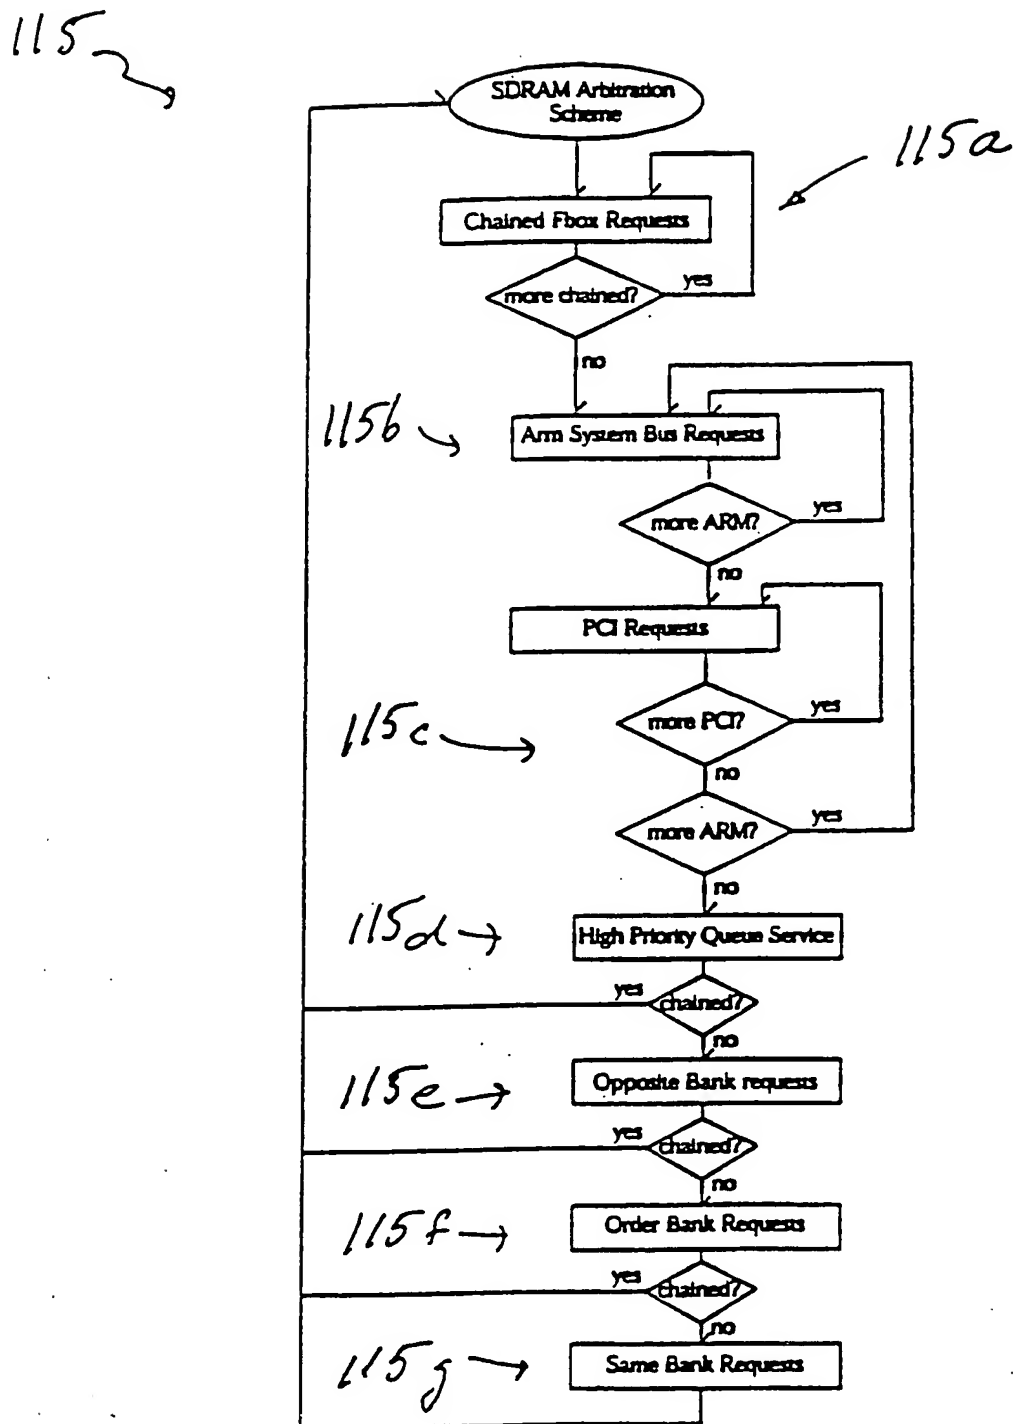 115
SDRAM Arbitration
Scheme
115a
Chained Fbox Requests
more chained?
yes
no
115b
Arm System Bus Requests
more ARM?
yes
no
PCI Requests
115c
more PCI?
yes
no
more ARM?
yes
no
115d
High Priority Queue Service
yes
chained?
no
115e
Opposite Bank requests
yes
chained?
no
115f
Order Bank Requests
yes
chained?
no
115g
Same Bank Requests